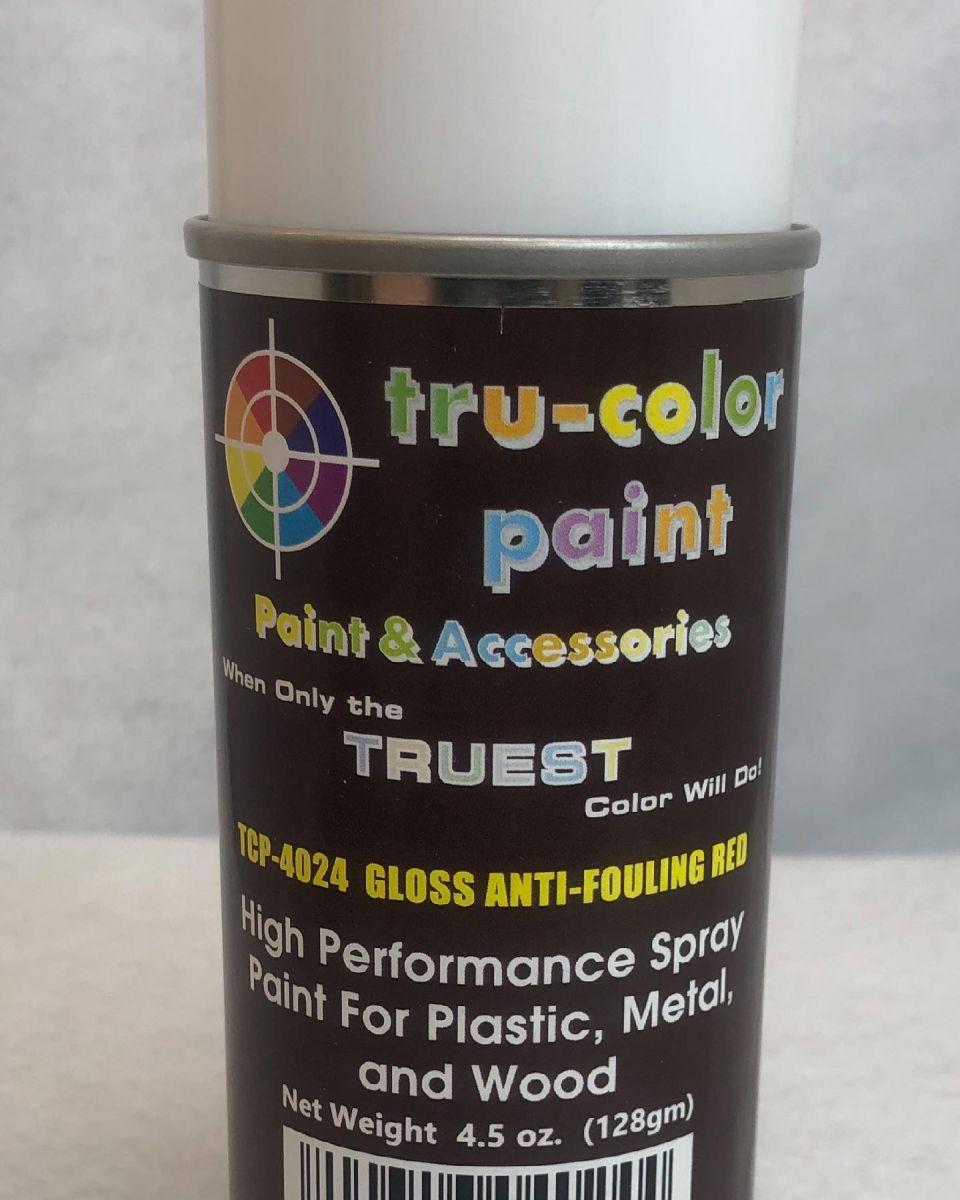 tru-color
paint
Paint & Accessories
When Only the
TRUEST
Color Will Do!
TCP-4024 GLOSS ANTI-FOULING RED
High Performance Spray
Paint For Plastic, Metal,
and Wood
Net Weight 4.5 oz. (128gm)